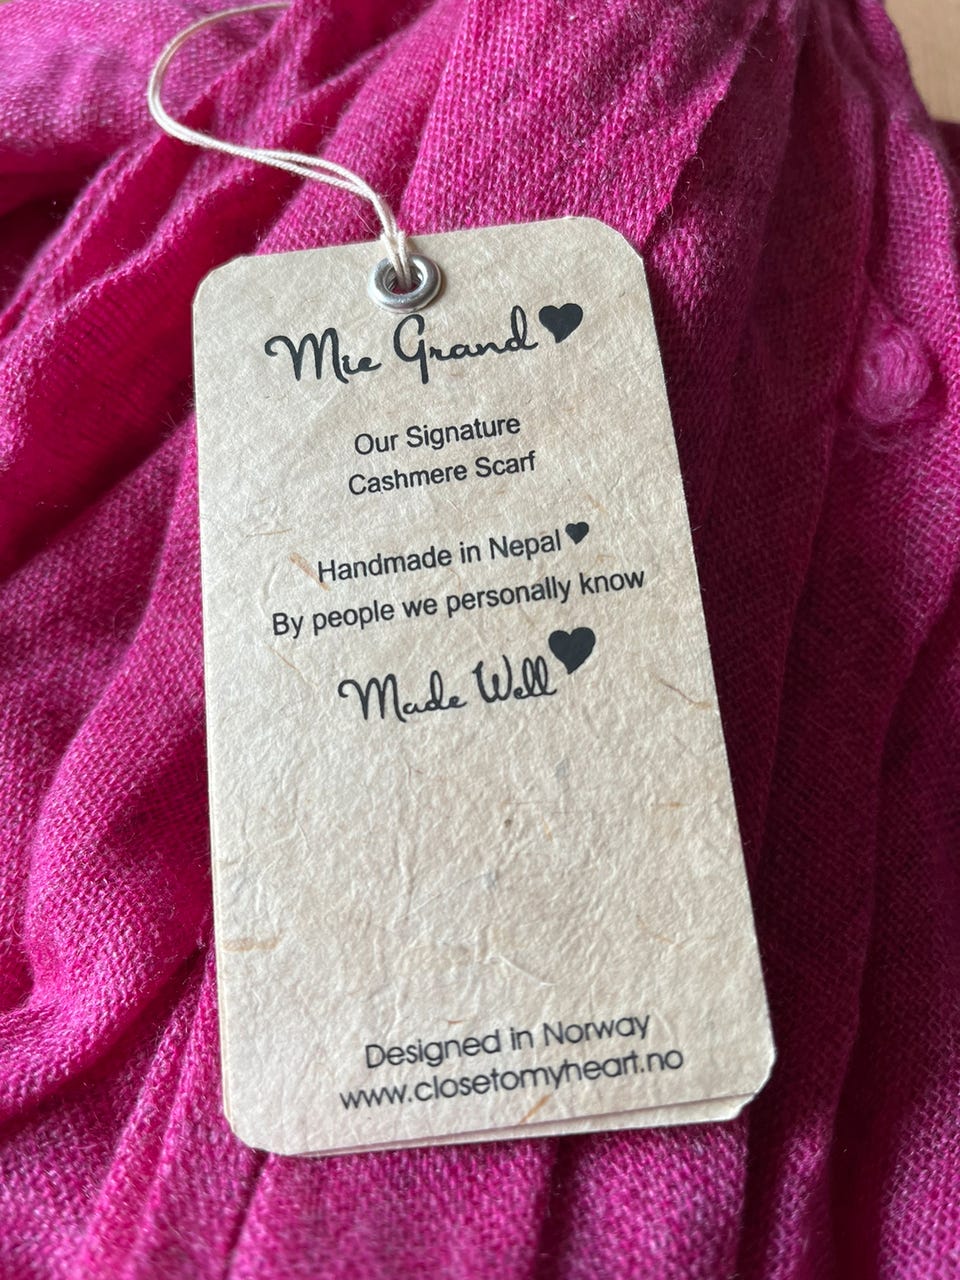 Mie Grand♥
Our Signature
Cashmere Scarf
Handmade in Nepal♥
By people we personally know
Made Well♥
Designed in Norway
www.closetomyheart.no